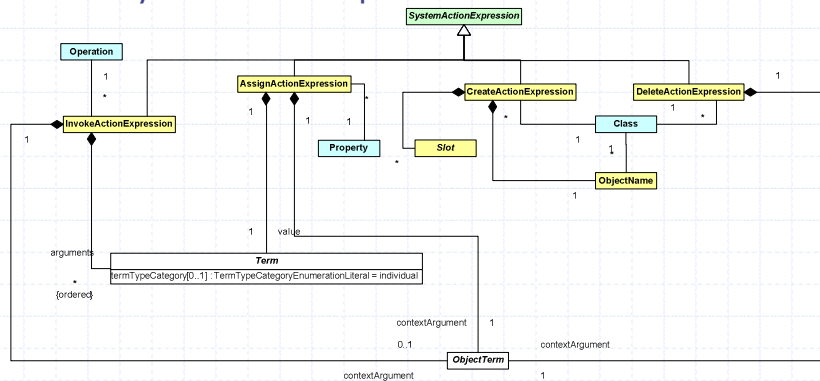 SystemActionExpression
Operation
1
*
AssignActionExpression
1
1
*
1
Property
CreateActionExpression
*
DeleteActionExpression
1
1
*
InvokeActionExpression
1
Class
1
1
*
Slot
*
ObjectName
1
1
value
arguments
*
{ordered}
Term
termTypeCategory[0..1] : TermTypeCategoryEnumerationLiteral = individual
contextArgument
1
0..1
contextArgument
ObjectTerm
contextArgument
1